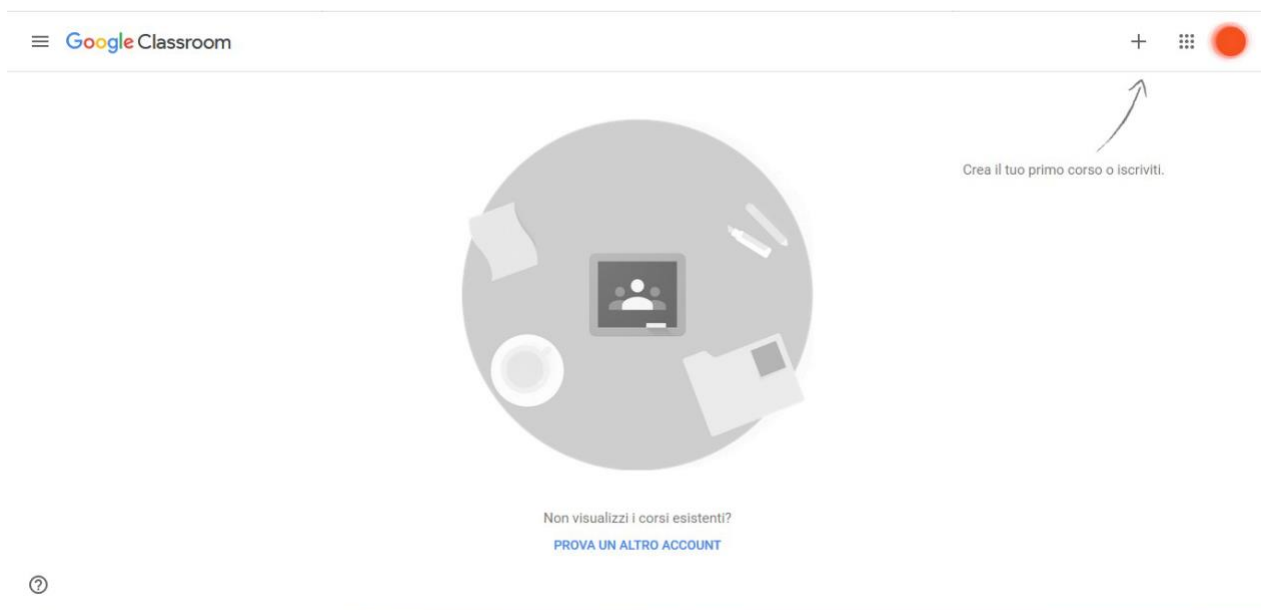 Google Classroom
Crea il tuo primo corso o iscriviti.
Non visualizzi i corsi esistenti?
PROVA UN ALTRO ACCOUNT